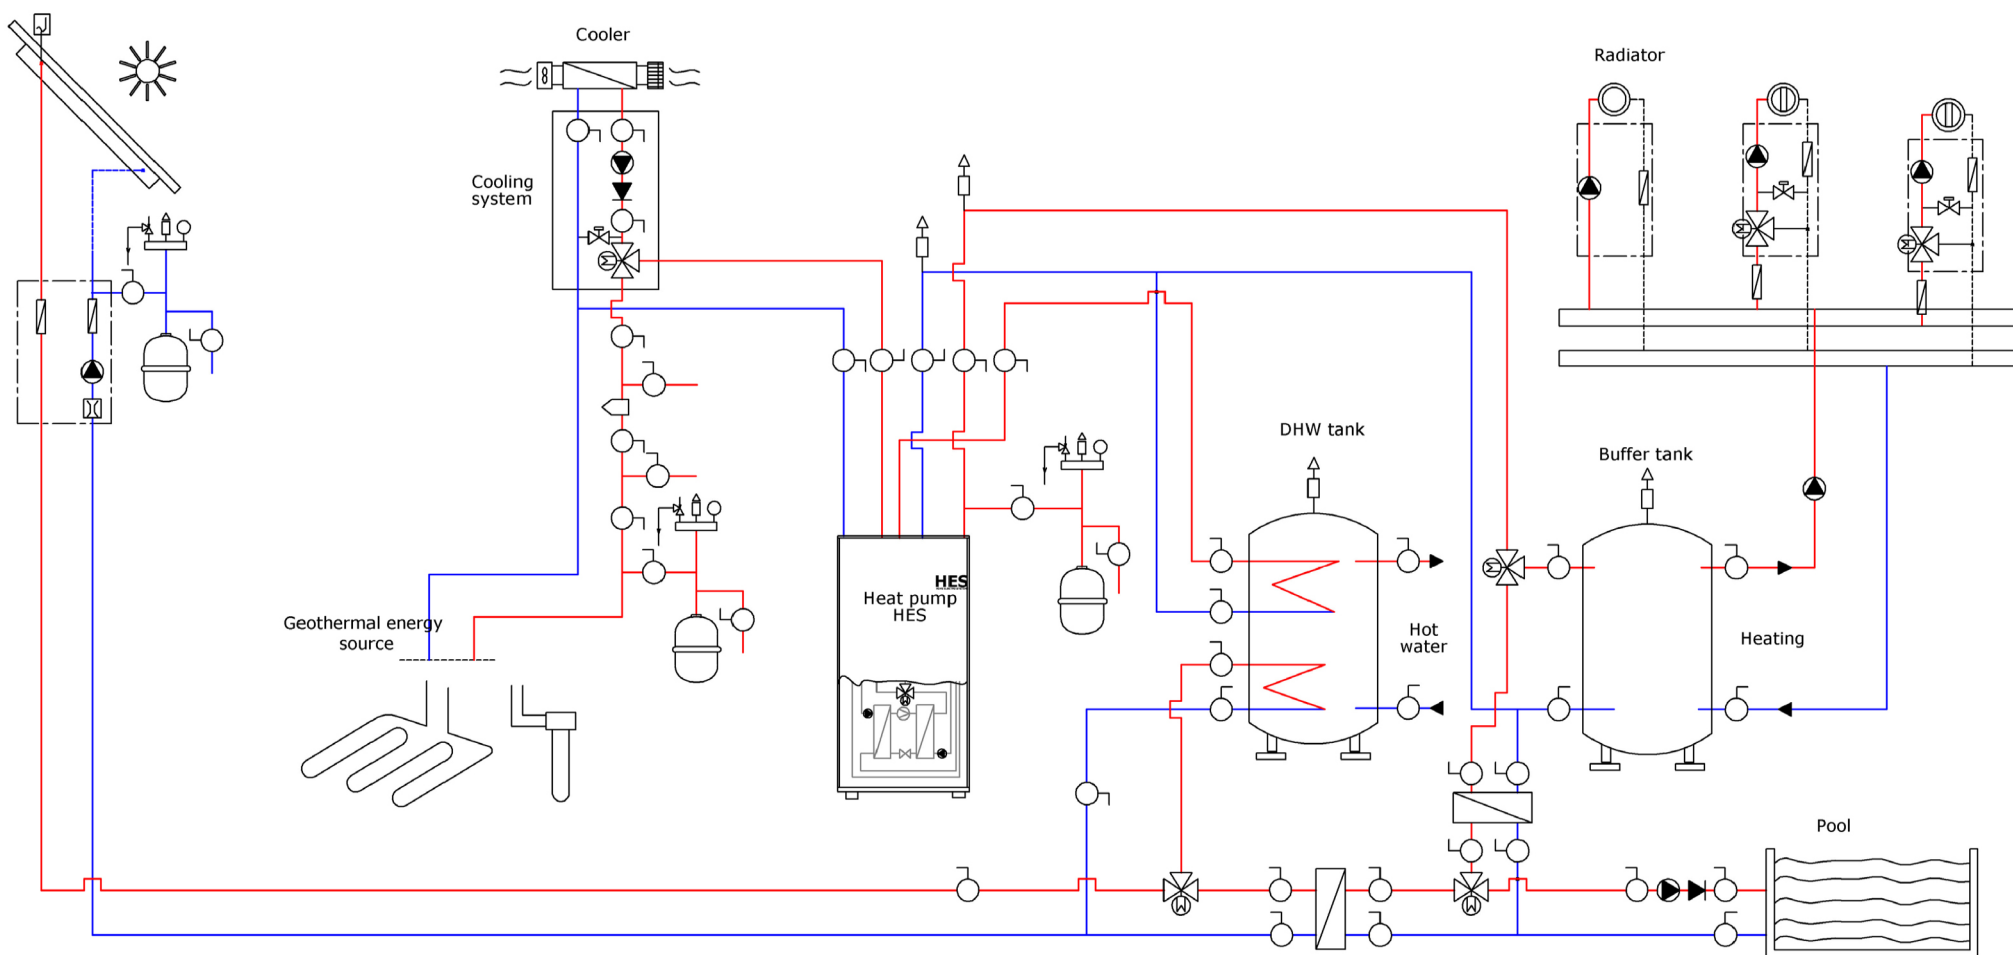 Cooler
Radiator
Cooling
system
DHW tank
Buffer tank
HES
Heat pump
HES
Geothermal energy
source
Hot
water
Heating
Pool